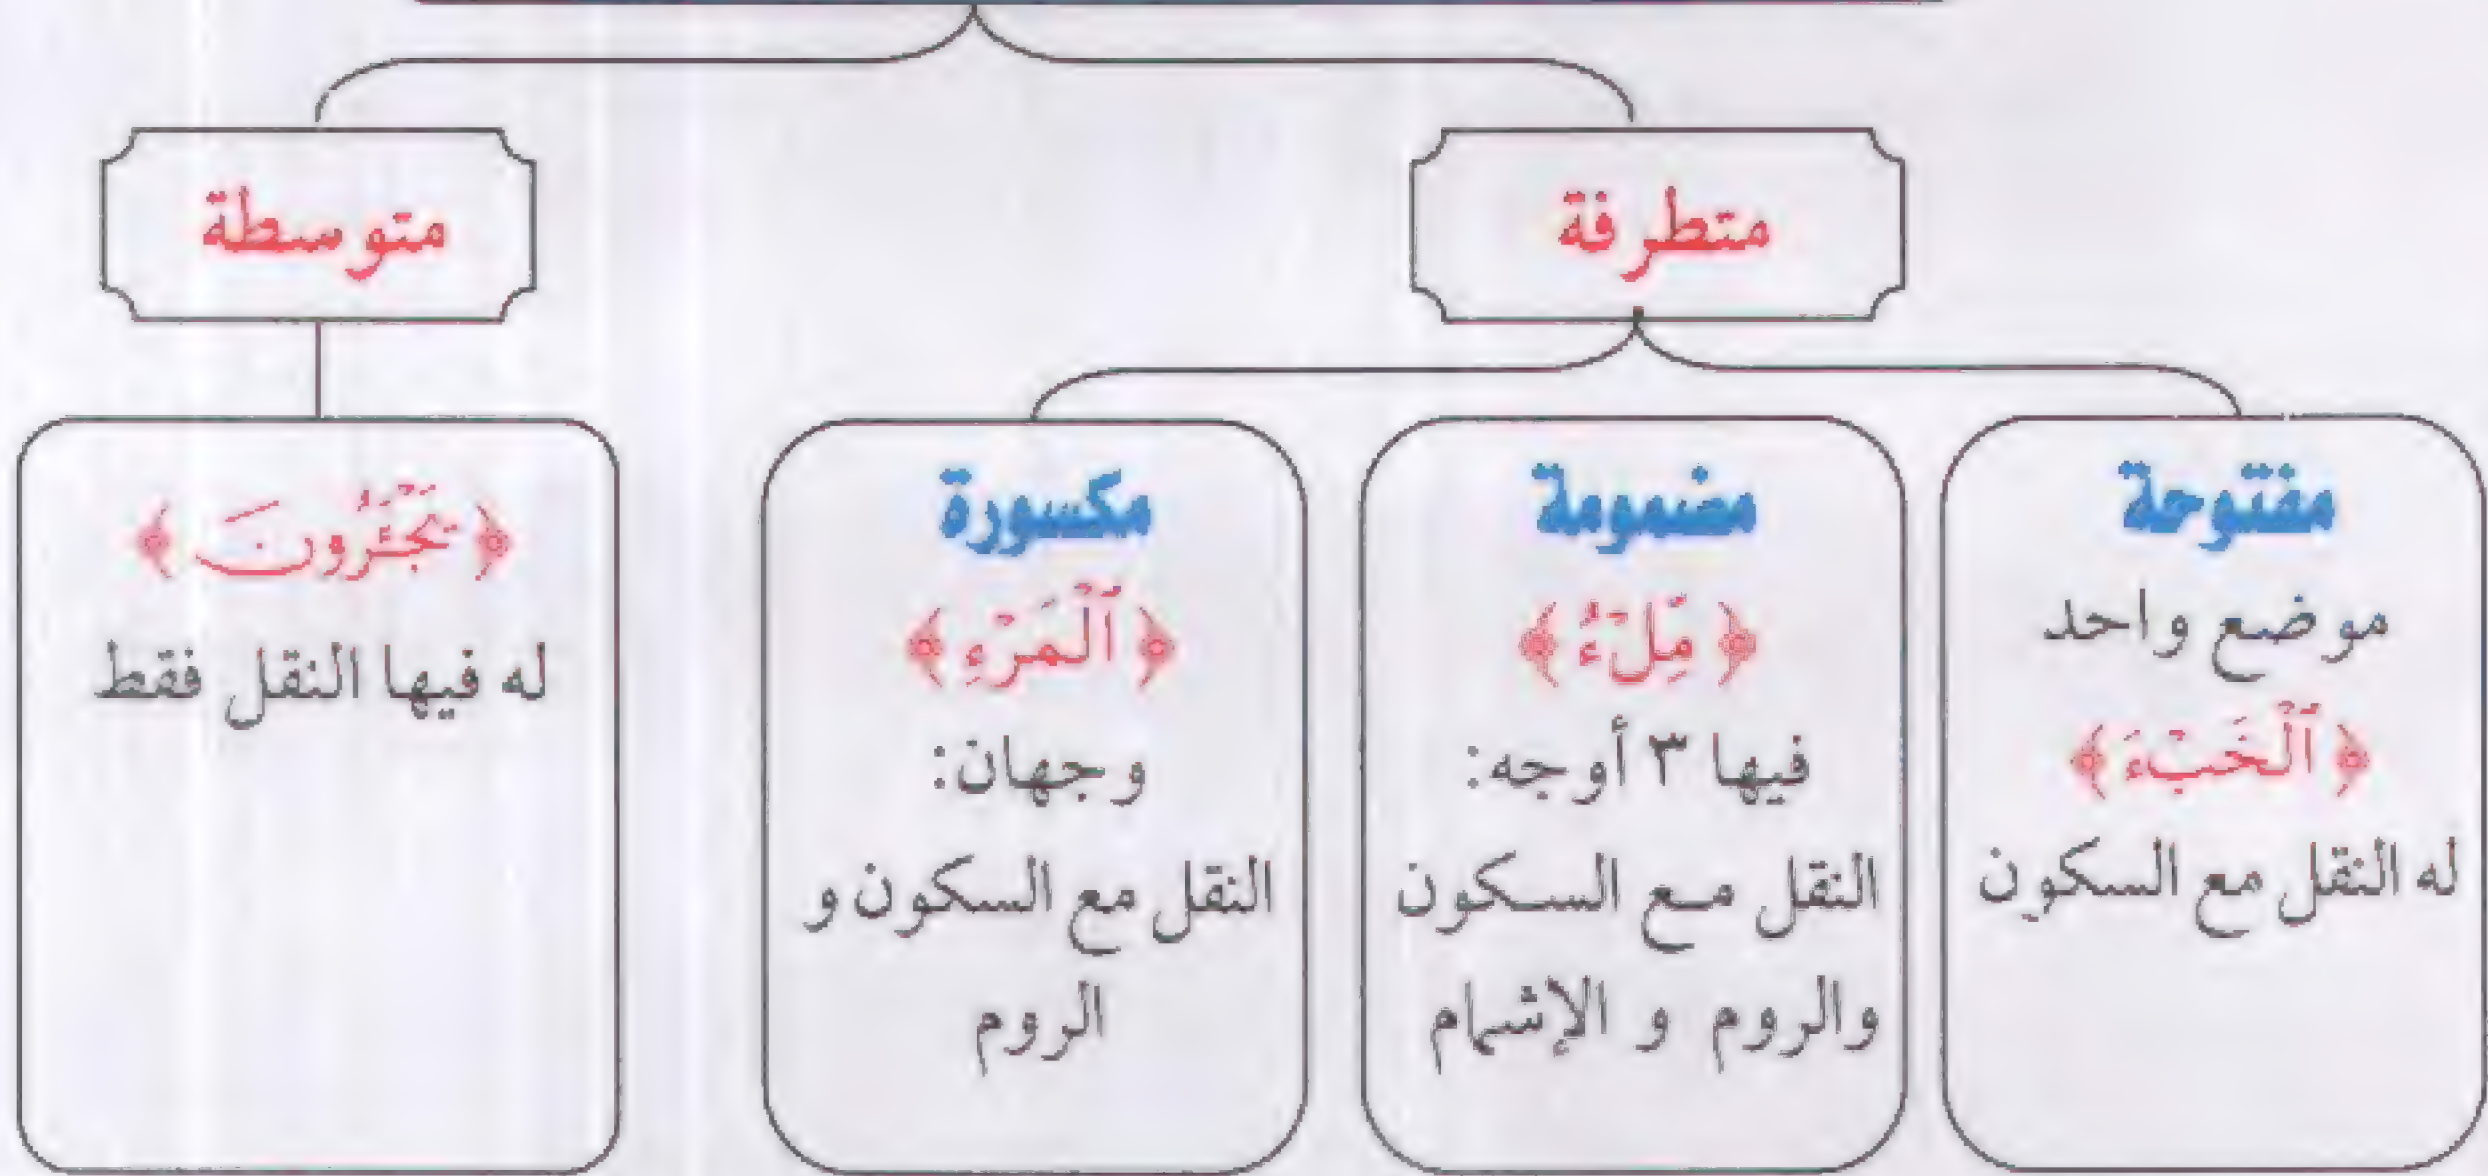 متطرفة
متوسطة
مفتوحة
موضع واحد
﴿ ٱلْخَبْءَ ﴾
له النقل مع السكون
مضمومة
﴿ مِّلْءُ ﴾
فيها ٣ أوجه:
النقل مع السكون
والروم و الإشمام
مكسورة
﴿ ٱلْمَرْءِ ﴾
وجهان:
النقل مع السكون و
الروم
﴿ يَجْـَٔرُونَ ﴾
له فيها النقل فقط